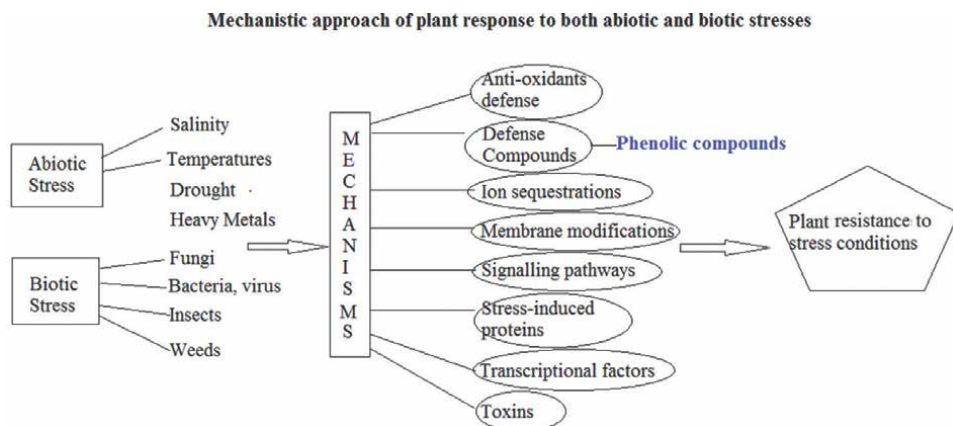 Mechanistic approach of plant response to both abiotic and biotic stresses
Abiotic
Stress
Salinity
Temperatures
Drought
Heavy Metals
Biotic
Stress
Fungi
Bacteria, virus
Insects
Weeds
MECHANISMS
Anti-oxidants
defense
Defense
Compounds
Phenolic compounds
Ion sequestrations
Membrane modifications
Signalling pathways
Stress-induced
proteins
Transcriptional factors
Toxins
Plant resistance to
stress conditions